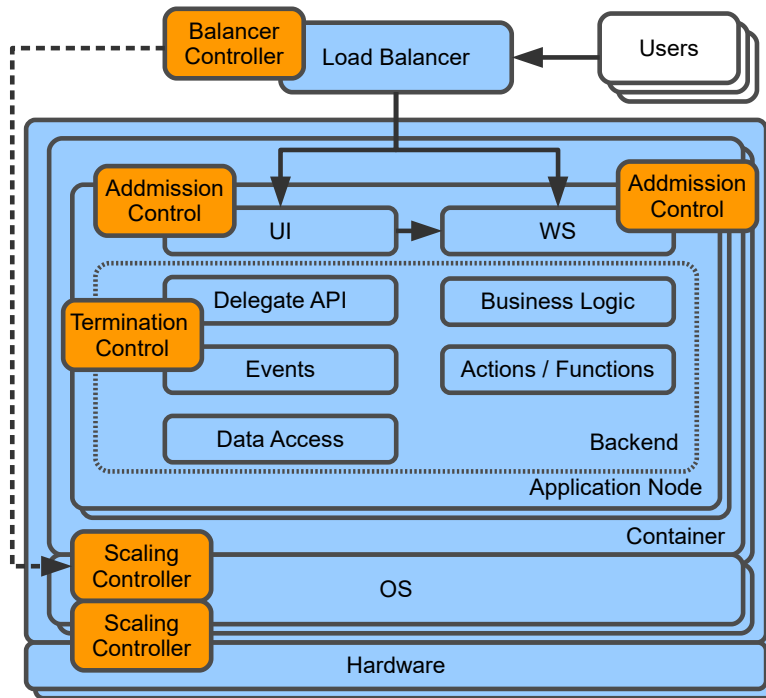 Balancer
Controller
Load Balancer
Users
Addmission
Control
Addmission
Control
UI
WS
Delegate API
Business Logic
Termination
Control
Events
Actions / Functions
Data Access
Backend
Application Node
Container
Scaling
Controller
OS
Scaling
Controller
Hardware